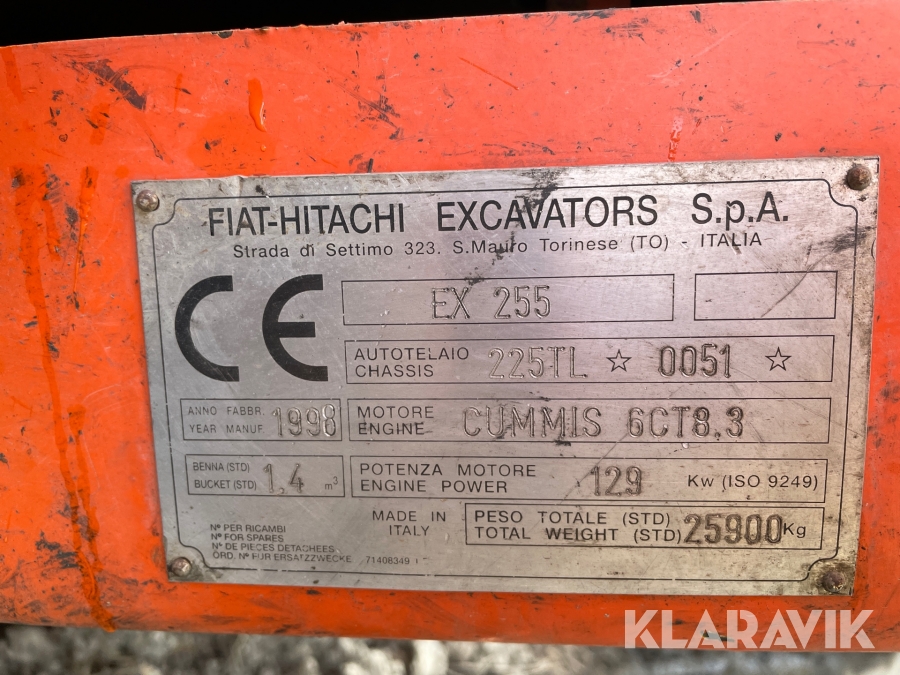 FIAT-HITACHI EXCAVATORS S.p.A.
Strada di Settimo 323. S.Mauro Torinese (TO) - ITALIA
CE
EX 255
AUTOTELAIO
CHASSIS 225TL ☆ 0051 ☆
ANNO FABBR.
YEAR MANUF. 1998
MOTORE
ENGINE CUMMIS 6CT8.3
BENNA (STD)
BUCKET (STD) 1,4 m³
POTENZA MOTORE
ENGINE POWER 129 Kw (ISO 9249)
MADE IN
ITALY
PESO TOTALE (STD)
TOTAL WEIGHT (STD) 25900 Kg
Nº PER RICAMBI
Nº FOR SPARES
Nº DE PIECES DETACHEES
ORD. Nº FUR ERSATZZWECKE 71408349
KLARAVIK